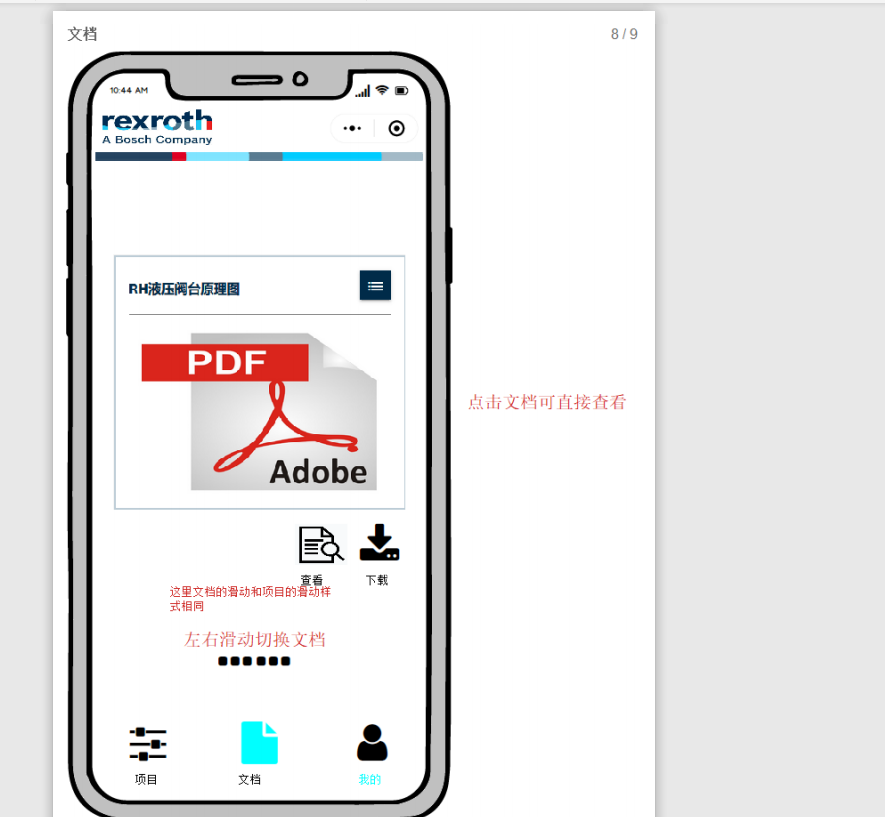 文档
8 / 9
10:44 AM
rexroth
A Bosch Company
RH液压阀台原理图
PDF
Adobe
点击文档可直接查看
查看
下载
这里文档的滑动和项目的滑动样
式相同
左右滑动切换文档
项目
文档
我的